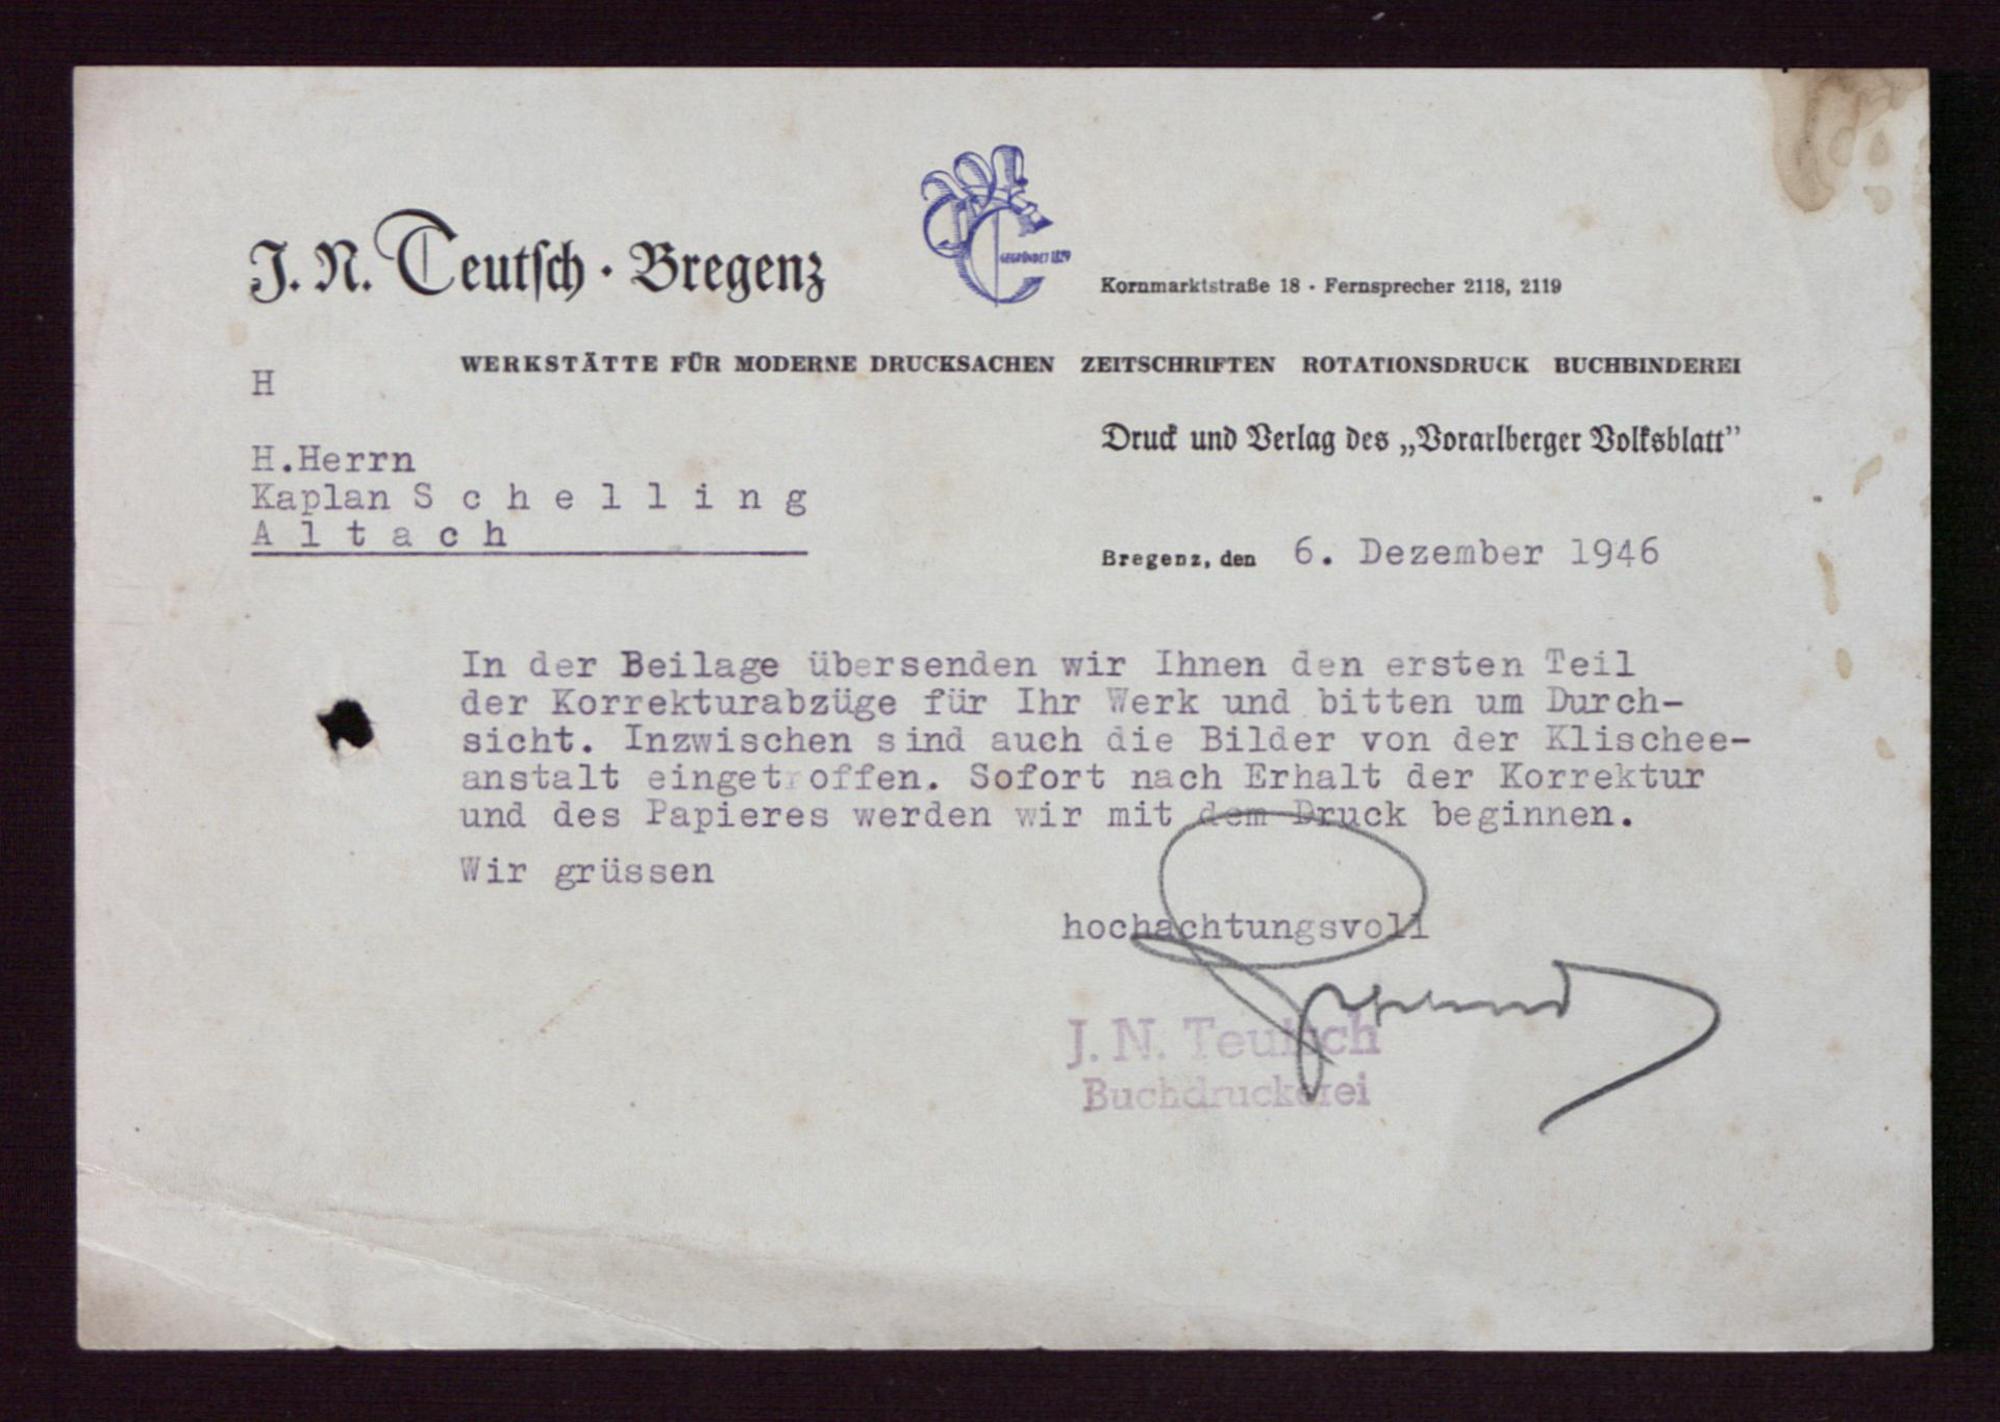 J. N. Teutsch · Bregenz
GEGRÜNDET 1829
Kornmarktstraße 18 · Fernsprecher 2118, 2119
WERKSTÄTTE FÜR MODERNE DRUCKSACHEN ZEITSCHRIFTEN ROTATIONSDRUCK BUCHBINDEREI
H
Druck und Verlag des „Vorarlberger Volksblatt"
H.Herrn
Kaplan S c h e l l i n g
A l t a c h
Bregenz, den 6. Dezember 1946
In der Beilage übersenden wir Ihnen den ersten Teil
der Korrekturabzüge für Ihr Werk und bitten um Durch-
sicht. Inzwischen sind auch die Bilder von der Klischee-
anstalt eingetroffen. Sofort nach Erhalt der Korrektur
und des Papieres werden wir mit dem Druck beginnen.
Wir grüssen
hochachtungsvoll
J. N. Teutsch
Buchdruckerei